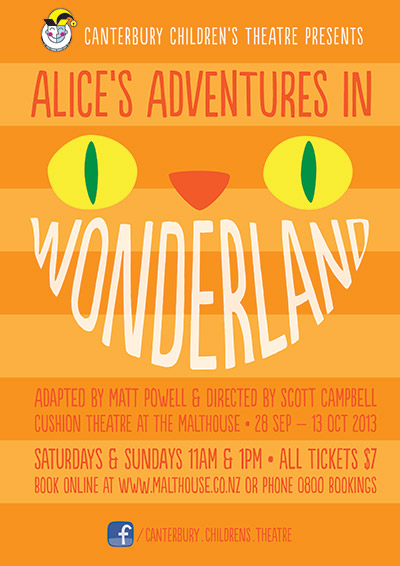 CANTERBURY CHILDREN'S THEATRE PRESENTS
ALICE'S ADVENTURES IN
WONDERLAND
ADAPTED BY MATT POWELL & DIRECTED BY SCOTT CAMPBELL
CUSHION THEATRE AT THE MALTHOUSE • 28 SEP – 13 OCT 2013
SATURDAYS & SUNDAYS 11AM & 1PM • ALL TICKETS $7
BOOK ONLINE AT WWW.MALTHOUSE.CO.NZ OR PHONE 0800 BOOKINGS
f /CANTERBURY.CHILDRENS.THEATRE